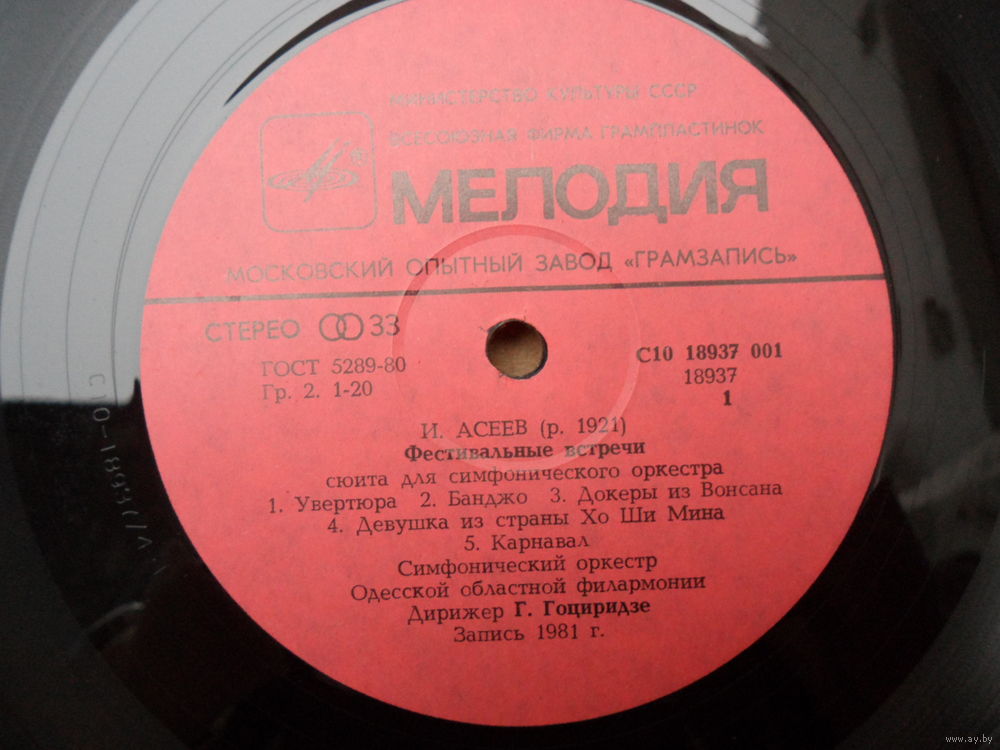 МИНИСТЕРСТВО КУЛЬТУРЫ СССР
ВСЕСОЮЗНАЯ ФИРМА ГРАМПЛАСТИНОК
МЕЛОДИЯ
МОСКОВСКИЙ ОПЫТНЫЙ ЗАВОД «ГРАМЗАПИСЬ»
СТЕРЕО 33
ГОСТ 5289-80
Гр. 2. 1-20
С10 18937 001
18937
1
И. АСЕЕВ (р. 1921)
Фестивальные встречи
сюита для симфонического оркестра
1. Увертюра 2. Банджо 3. Докеры из Вонсана
4. Девушка из страны Хо Ши Мина
5. Карнавал
Симфонический оркестр
Одесской областной филармонии
Дирижер Г. Гоциридзе
Запись 1981 г.
www.ay.by